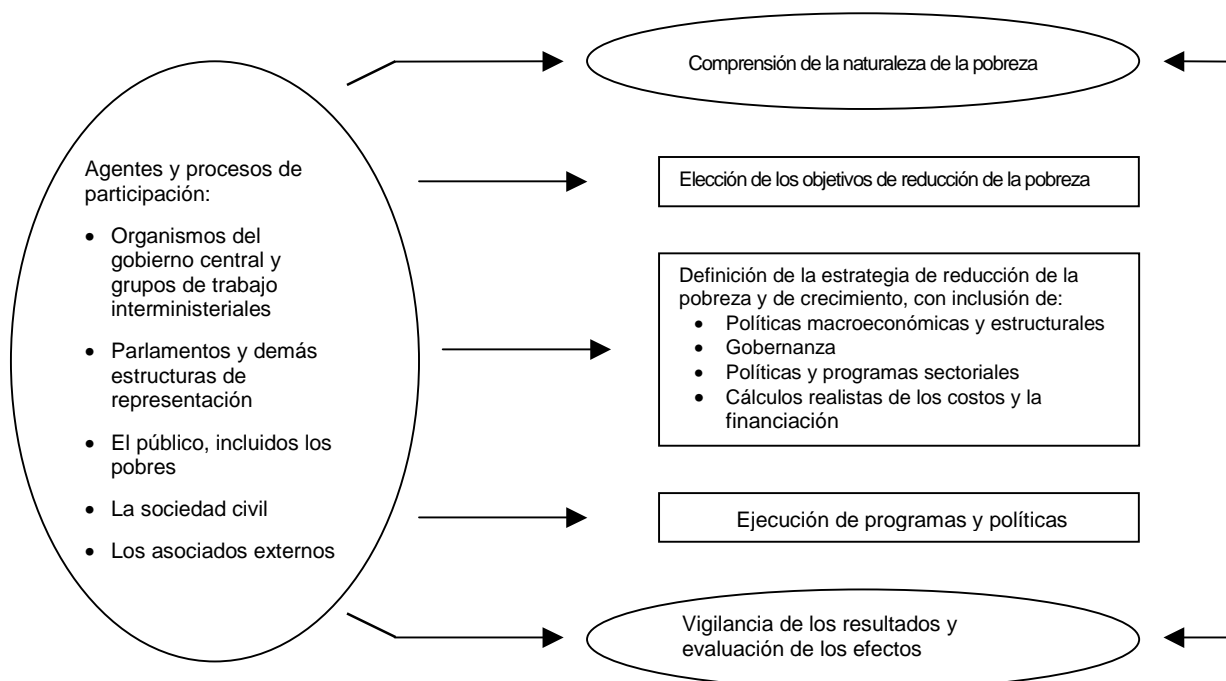 Agentes y procesos de
participación:
• Organismos del
gobierno central y
grupos de trabajo
interministeriales
• Parlamentos y demás
estructuras de
representación
• El público, incluidos los
pobres
• La sociedad civil
• Los asociados externos
Comprensión de la naturaleza de la pobreza
Elección de los objetivos de reducción de la pobreza
Definición de la estrategia de reducción de la
pobreza y de crecimiento, con inclusión de:
• Políticas macroeconómicas y estructurales
• Gobernanza
• Políticas y programas sectoriales
• Cálculos realistas de los costos y la
financiación
Ejecución de programas y políticas
Vigilancia de los resultados y
evaluación de los efectos